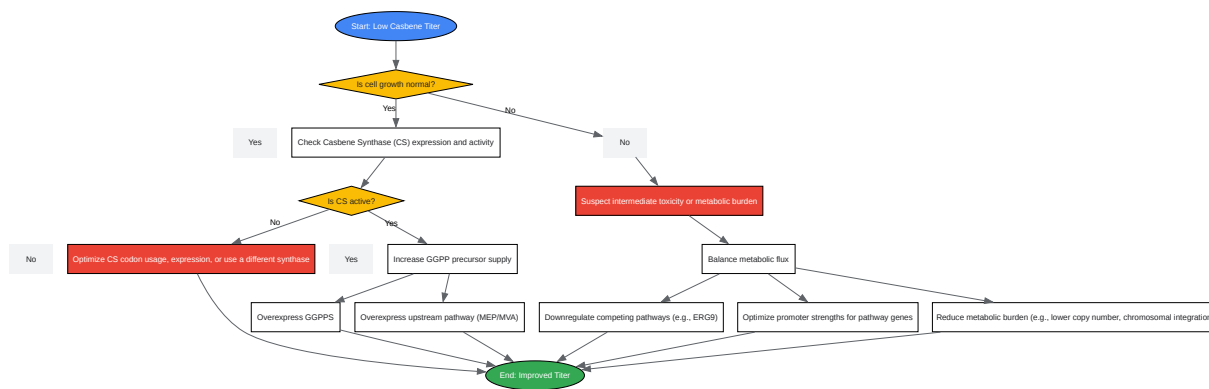 Start: Low Casbene Titer
Is cell growth normal?
Yes
No
Yes
Check Casbene Synthase (CS) expression and activity
No
Is CS active?
Suspect intermediate toxicity or metabolic burden
No
Yes
No
Optimize CS codon usage, expression, or use a different synthase
Yes
Increase GGPP precursor supply
Balance metabolic flux
Overexpress GGPPS
Overexpress upstream pathway (MEP/MVA)
Downregulate competing pathways (e.g., ERG9)
Optimize promoter strengths for pathway genes
Reduce metabolic burden (e.g., lower copy number, chromosomal integration
End: Improved Titer